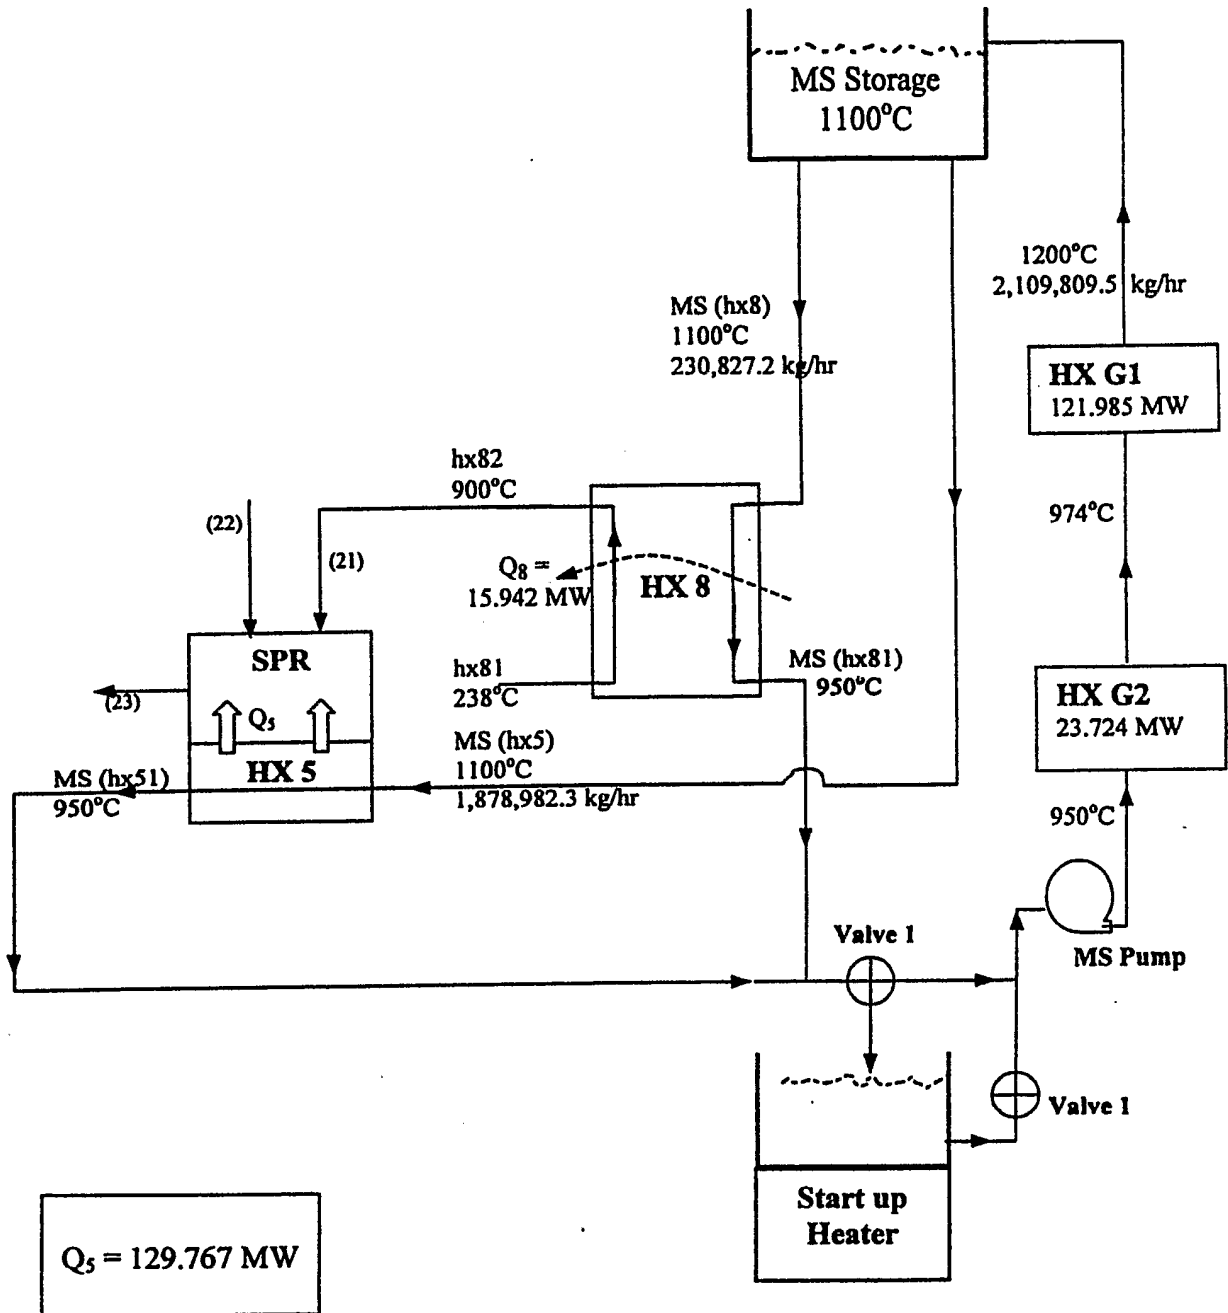 MS Storage
1100°C
1200°C
2,109,809.5 kg/hr
MS (hx8)
1100°C
230,827.2 kg/hr
HX G1
121.985 MW
hx82
900°C
974°C
(22)
(21)
Q₈ =
15.942 MW
HX 8
SPR
hx81
238°C
MS (hx81)
950°C
HX G2
23.724 MW
(23)
Q₅
MS (hx5)
1100°C
1,878,982.3 kg/hr
HX 5
MS (hx51)
950°C
950°C
Valve 1
MS Pump
Valve 1
Start up
Heater
Q₅ = 129.767 MW